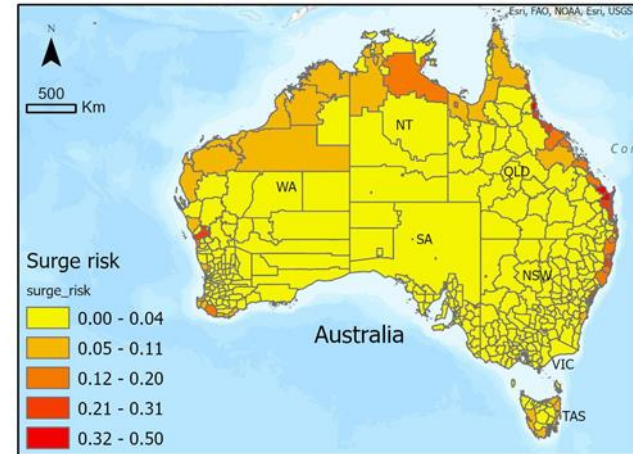 Esri, FAO, NOAA, Esri, USGS
N
500
Km
NT
Co
QLD
WA
SA
NSW
Surge risk
surge_risk
0.00 - 0.04
0.05 - 0.11
0.12 - 0.20
0.21 - 0.31
0.32 - 0.50
Australia
VIC
TAS